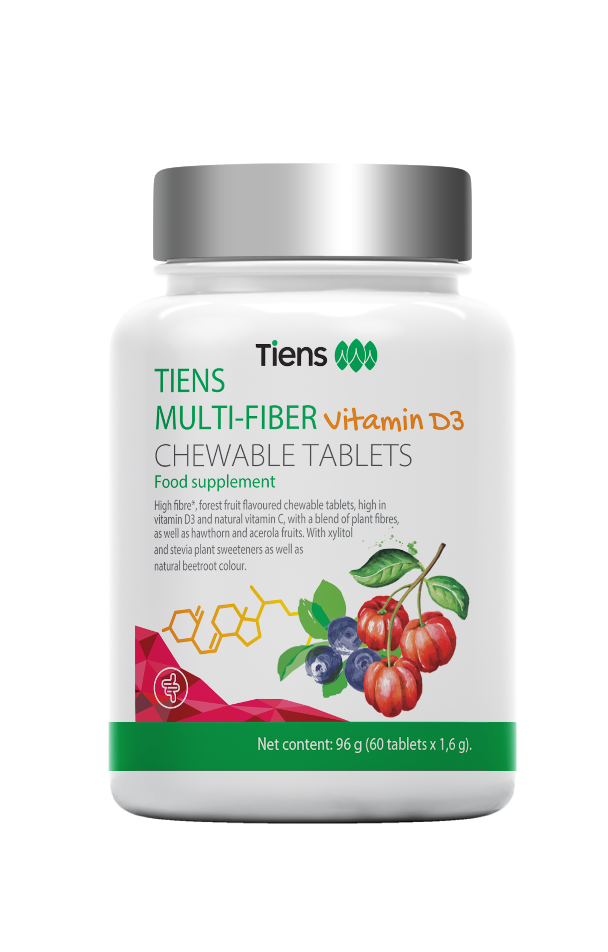 Tiens
TIENS
MULTI-FIBER Vitamin D3
CHEWABLE TABLETS
Food supplement
High fibre*, forest fruit flavoured chewable tablets, high in
vitamin D3 and natural vitamin C, with a blend of plant fibres,
as well as hawthorn and acerola fruits. With xylitol
and stevia plant sweeteners as well as
natural beetroot colour.
Net content: 96 g (60 tablets x 1,6 g).